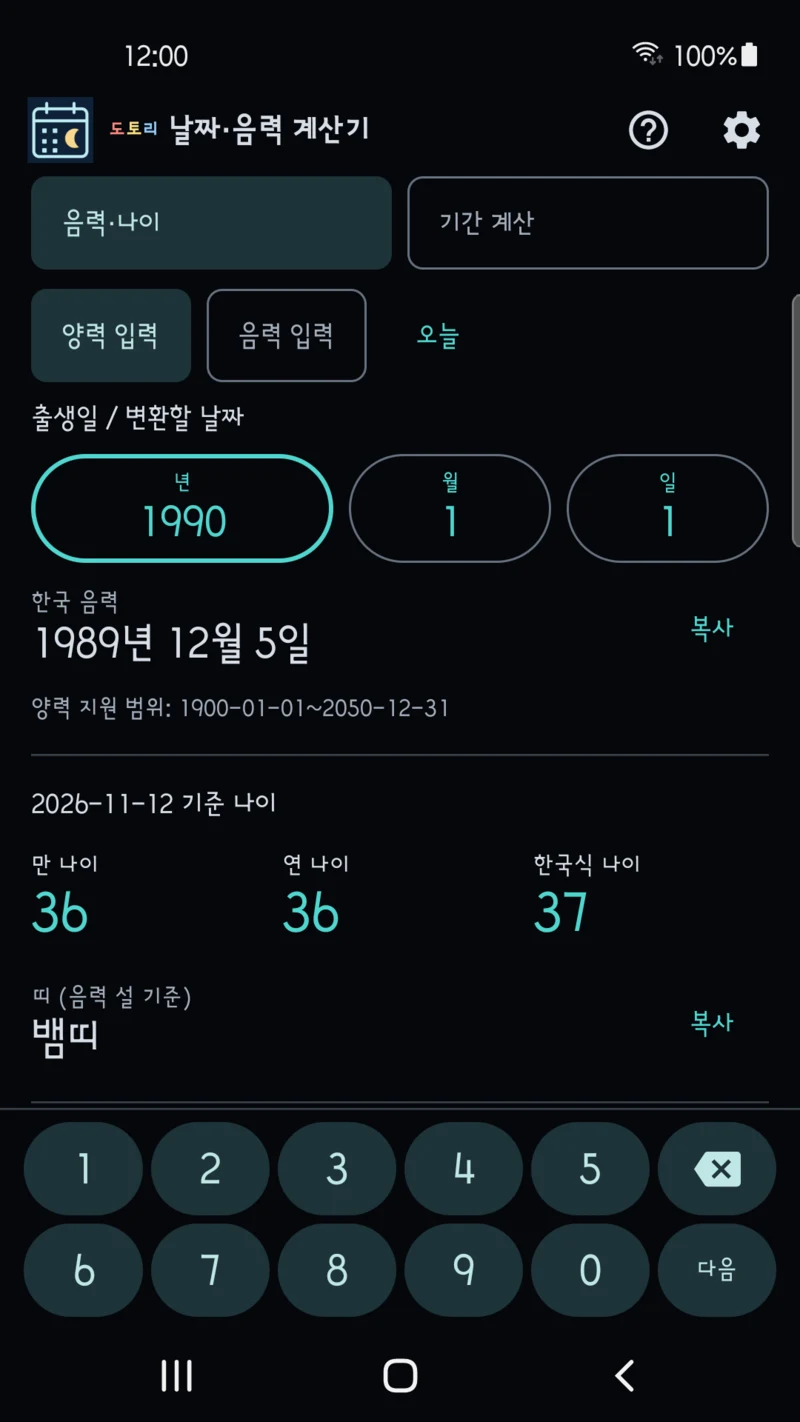 12:00 100%
도토리 날짜·음력 계산기
음력·나이 기간 계산
양력 입력 음력 입력 오늘
출생일 / 변환할 날짜
년 월 일
1990 1 1
한국 음력
1989년 12월 5일 복사
양력 지원 범위: 1900-01-01~2050-12-31
2026-11-12 기준 나이
만 나이 연 나이 한국식 나이
36 36 37
띠 (음력 설 기준)
뱀띠 복사
1 2 3 4 5
6 7 8 9 0 다음